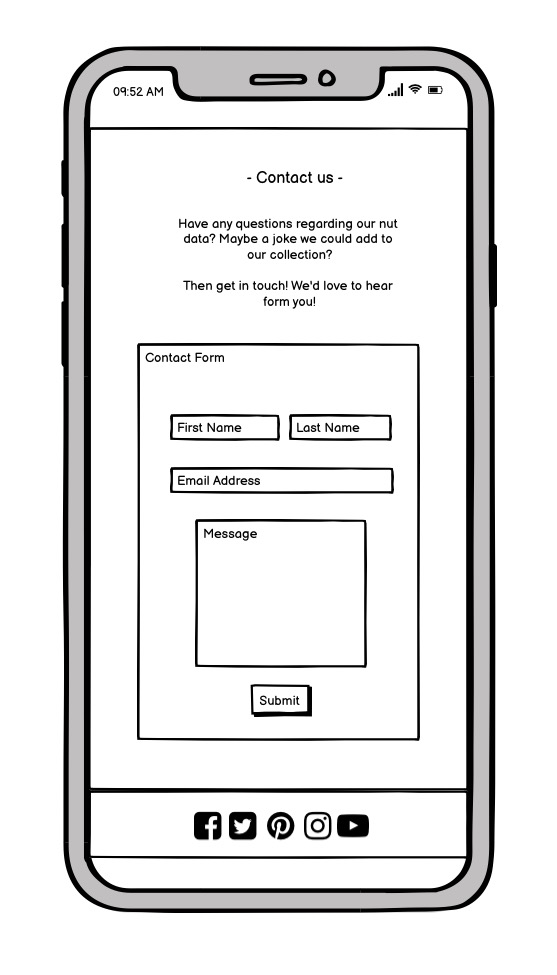 09:52 AM
- Contact us -
Have any questions regarding our nut
data? Maybe a joke we could add to
our collection?
Then get in touch! We'd love to hear
form you!
Contact Form
First Name
Last Name
Email Address
Message
Submit